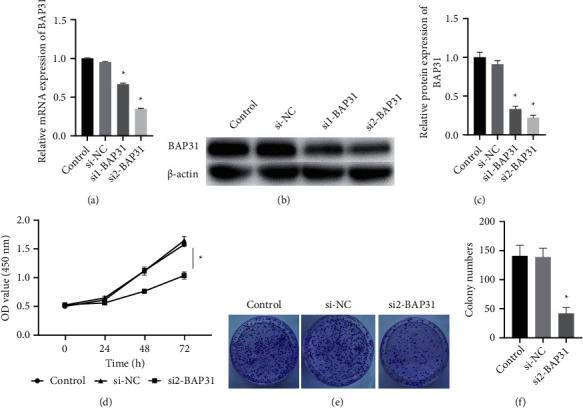 Relative mRNA expression of BAP31
1.5
1.0
0.5
0.0
*
*
Control
si-NC
si1-BAP31
si2-BAP31
(a)
Control
si-NC
si1-BAP31
si2-BAP31
BAP31
β-actin
(b)
Relative protein expression of
BAP31
1.5
1.0
0.5
0.0
*
*
Control
si-NC
si1-BAP31
si2-BAP31
(c)
OD value (450 nm)
2.0
1.5
1.0
0.5
0.0
*
0
24
48
72
Time (h)
Control
si-NC
si2-BAP31
(d)
Control
si-NC
si2-BAP31
(e)
Colony numbers
200
150
100
50
0
*
Control
si-NC
si2-BAP31
(f)